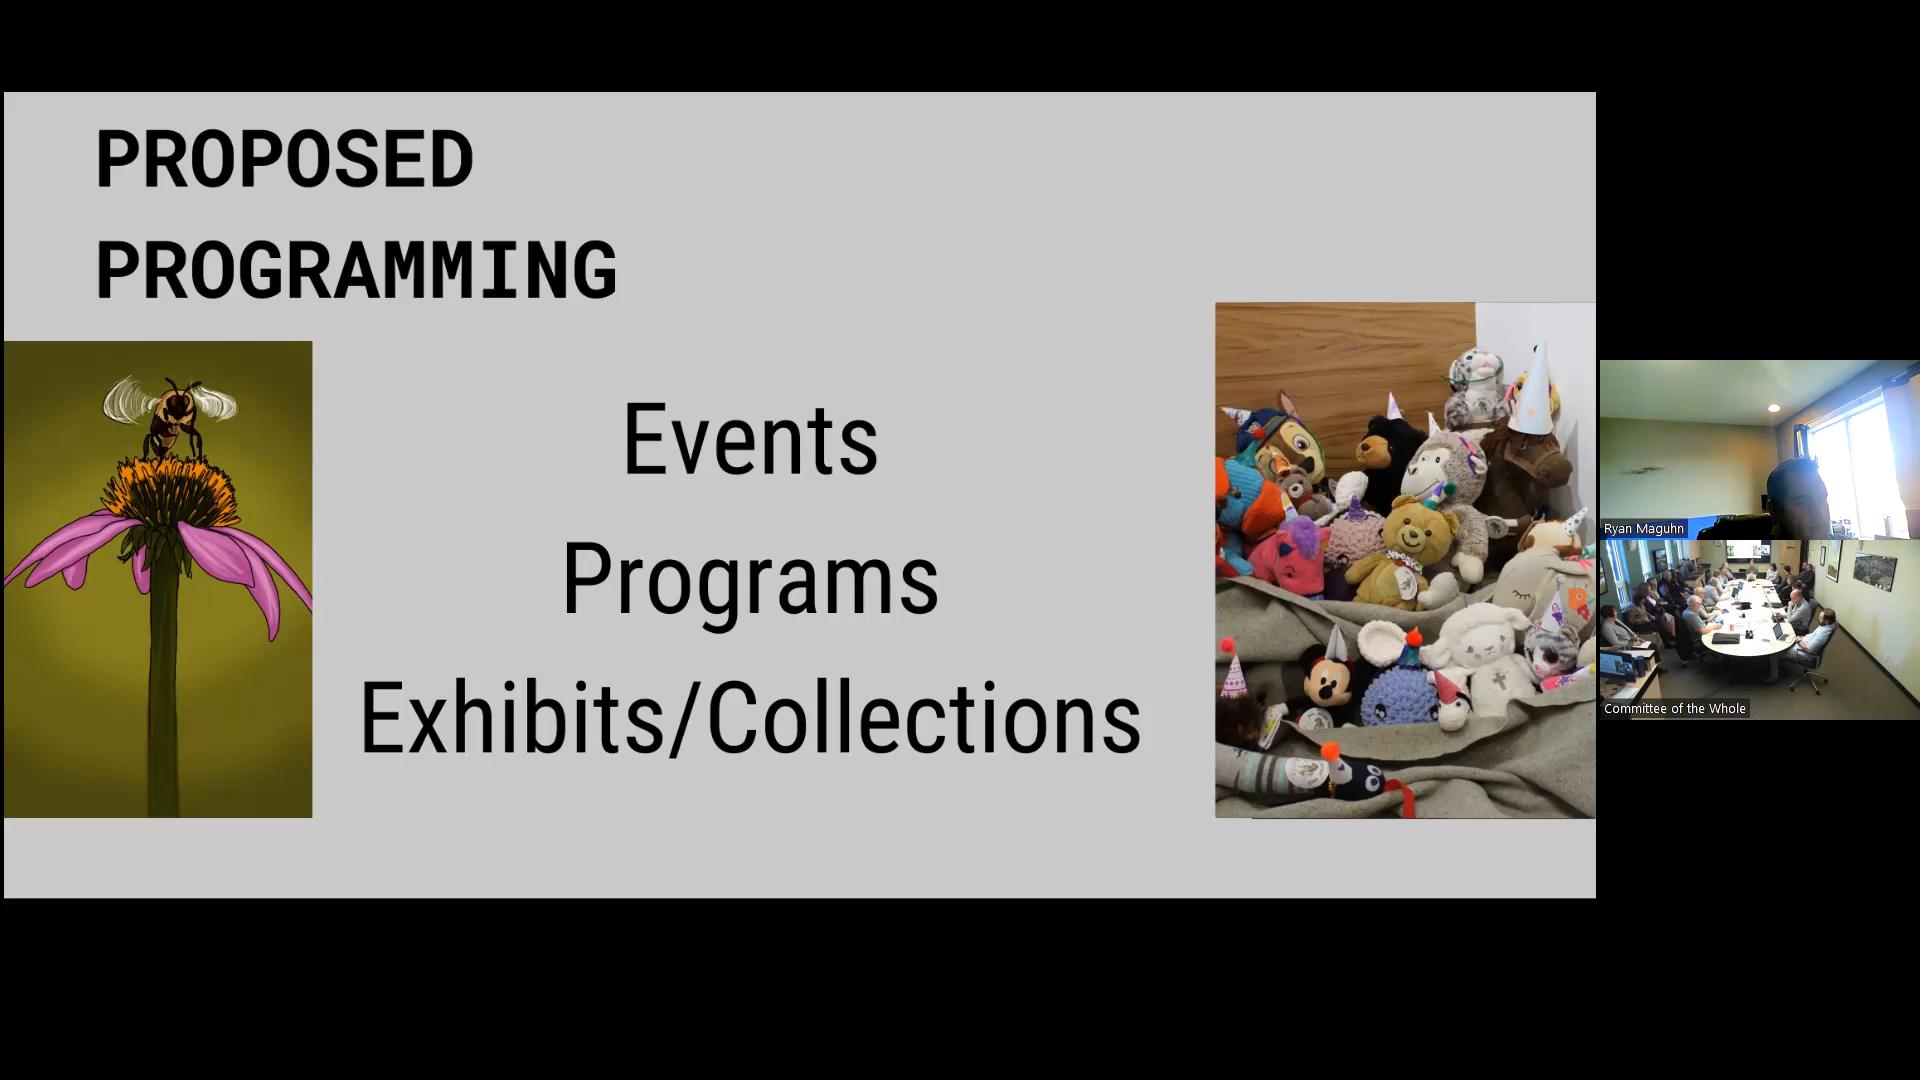 PROPOSED
PROGRAMMING
Events
Programs
Exhibits/Collections
Ryan Maguhn
Committee of the Whole